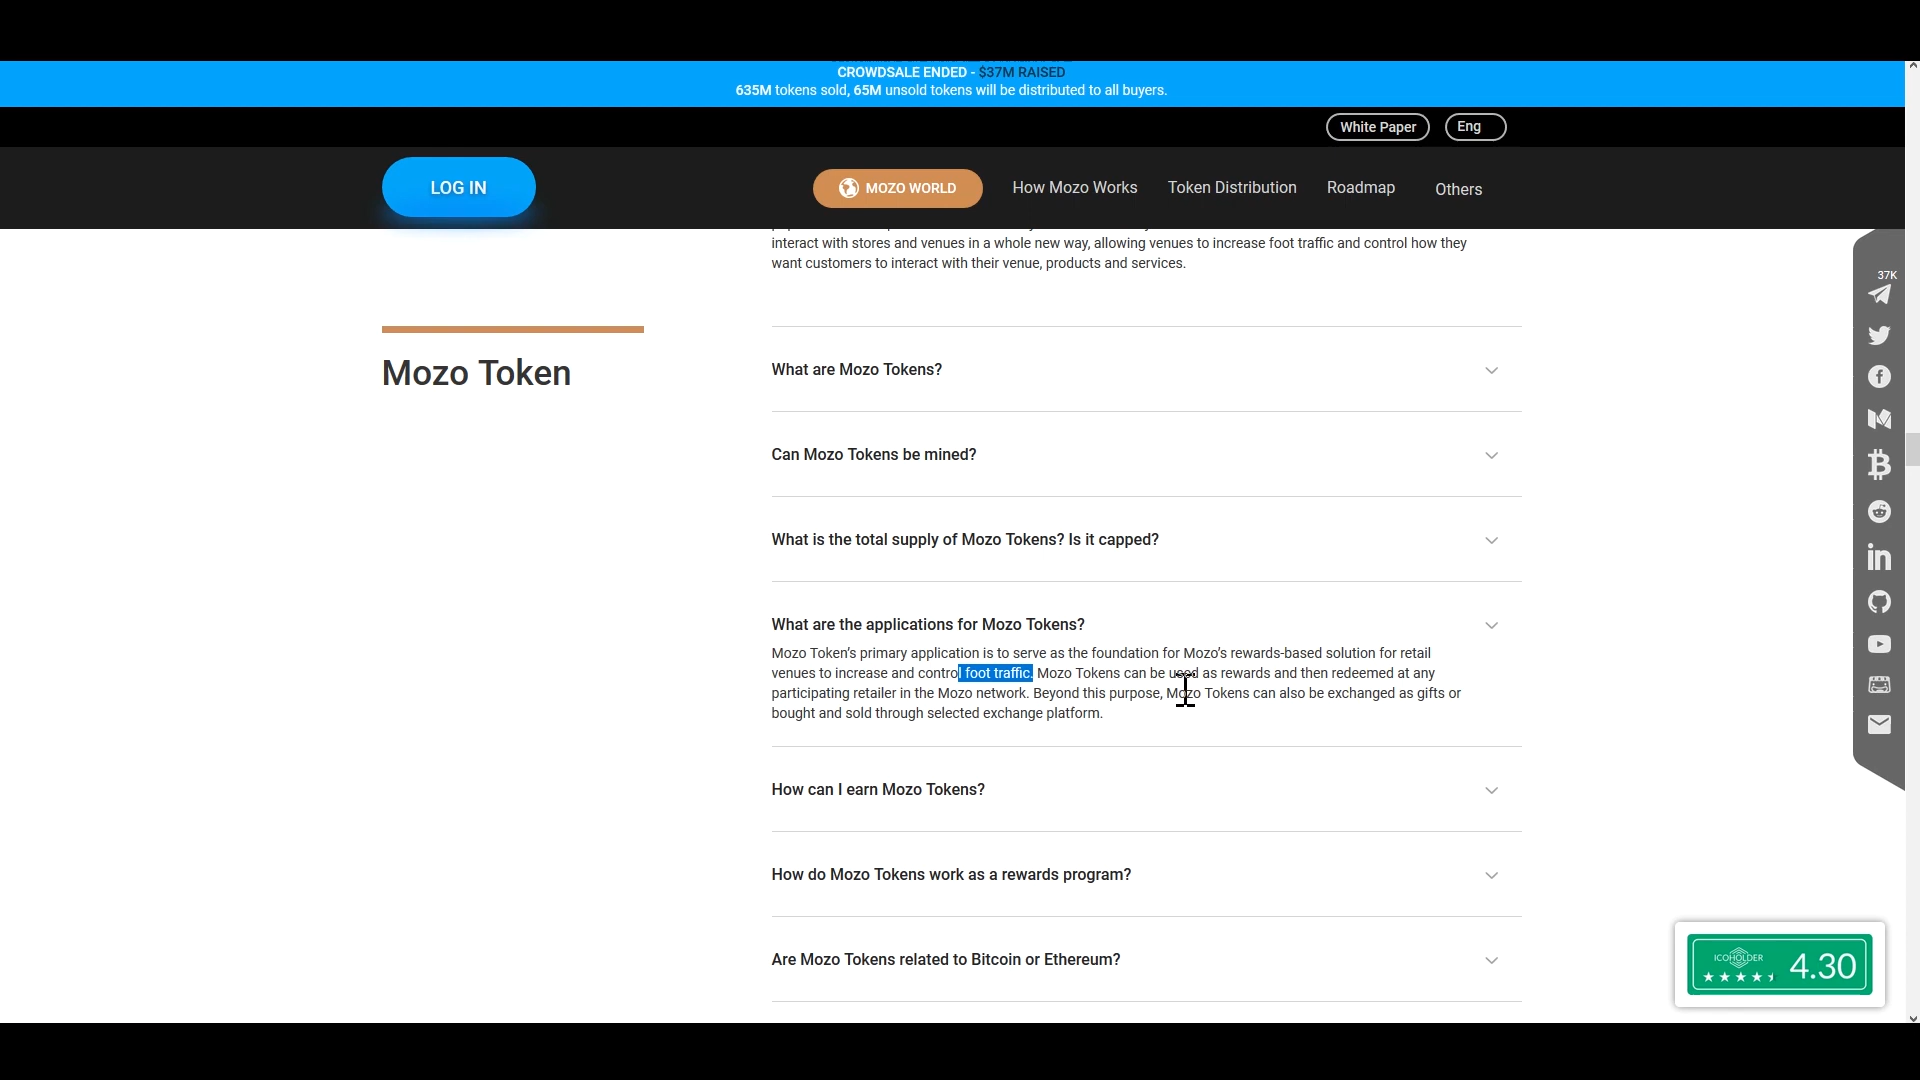 CROWDSALE ENDED - $37M RAISED
635M tokens sold, 65M unsold tokens will be distributed to all buyers.
White Paper
Eng
LOG IN
MOZO WORLD
How Mozo Works
Token Distribution
Roadmap
Others
interact with stores and venues in a whole new way, allowing venues to increase foot traffic and control how they
want customers to interact with their venue, products and services.
37K
Mozo Token
What are Mozo Tokens?
Can Mozo Tokens be mined?
What is the total supply of Mozo Tokens? Is it capped?
What are the applications for Mozo Tokens?
Mozo Token's primary application is to serve as the foundation for Mozo's rewards-based solution for retail
venues to increase and control foot traffic. Mozo Tokens can be used as rewards and then redeemed at any
participating retailer in the Mozo network. Beyond this purpose, Mozo Tokens can also be exchanged as gifts or
bought and sold through selected exchange platform.
How can I earn Mozo Tokens?
How do Mozo Tokens work as a rewards program?
Are Mozo Tokens related to Bitcoin or Ethereum?
ICOHOLDER
4.30